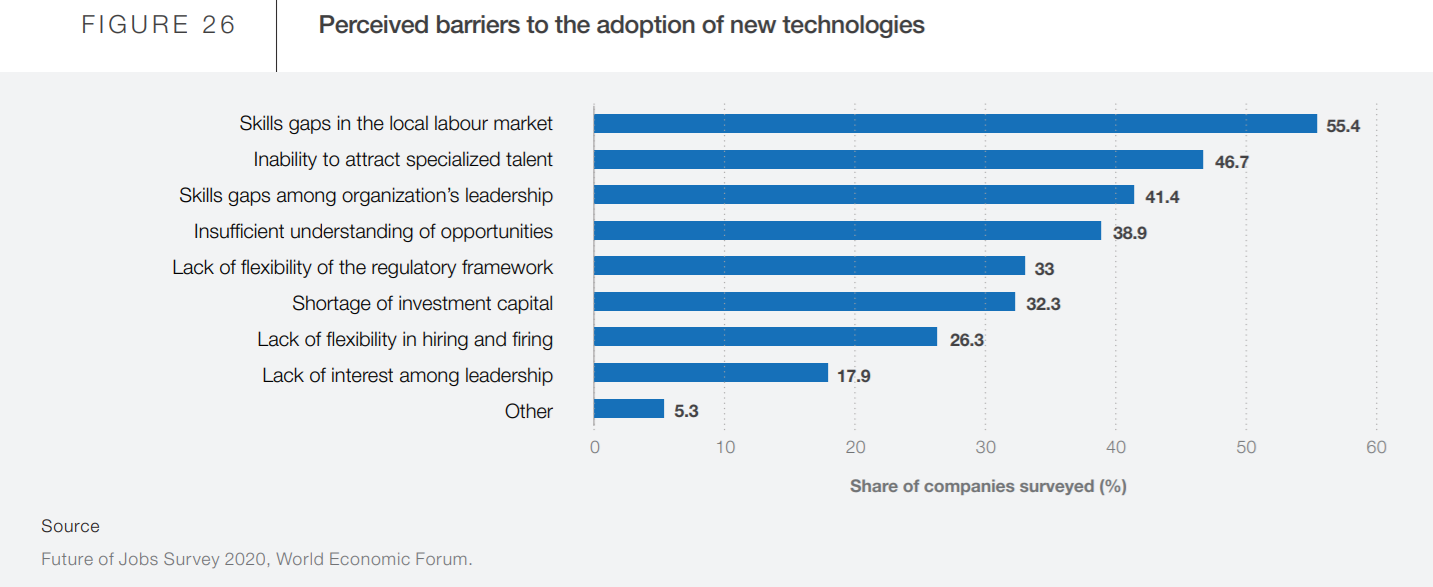 FIGURE 26
Perceived barriers to the adoption of new technologies
Skills gaps in the local labour market 55.4
Inability to attract specialized talent 46.7
Skills gaps among organization’s leadership 41.4
Insufficient understanding of opportunities 38.9
Lack of flexibility of the regulatory framework 33
Shortage of investment capital 32.3
Lack of flexibility in hiring and firing 26.3
Lack of interest among leadership 17.9
Other 5.3
0 10 20 30 40 50 60
Share of companies surveyed (%)
Source
Future of Jobs Survey 2020, World Economic Forum.